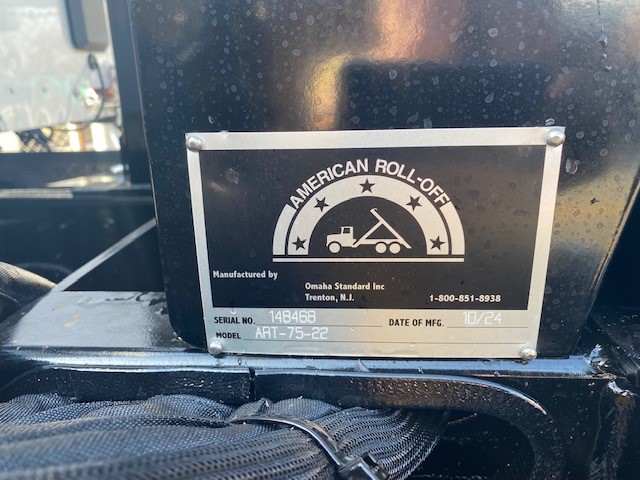 AMERICAN ROLL-OFF
Manufactured by
Omaha Standard Inc
Trenton, N.J. 1-800-851-8938
SERIAL NO. 148468 DATE OF MFG. 10/24
MODEL ART-75-22